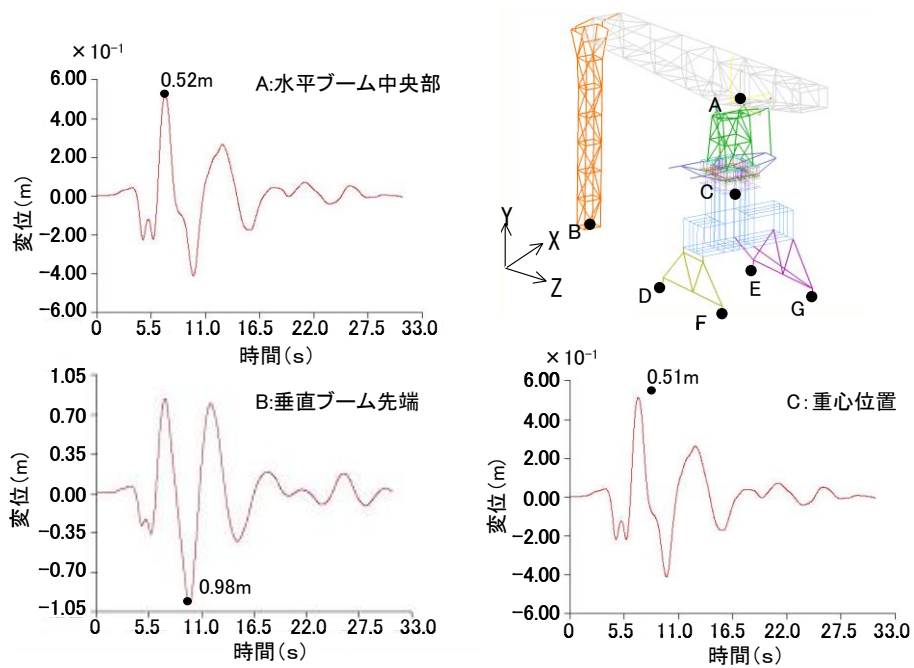 ×10⁻¹
6.00
4.00
2.00
0.00
−2.00
−4.00
−6.00
0 5.5 11.0 16.5 22.0 27.5 33.0
変位(m)
時間(s)
0.52m
A:水平ブーム中央部
A
B
C
D
E
F
G
Y
X
Z
1.05
0.70
0.35
0.00
−0.35
−0.70
−1.05
0 5.5 11.0 16.5 22.0 27.5 33.0
変位(m)
時間(s)
B:垂直ブーム先端
0.98m
×10⁻¹
6.00
4.00
2.00
0.00
−2.00
−4.00
−6.00
0 5.5 11.0 16.5 22.0 27.5 33.0
変位(m)
時間(s)
0.51m
C:重心位置